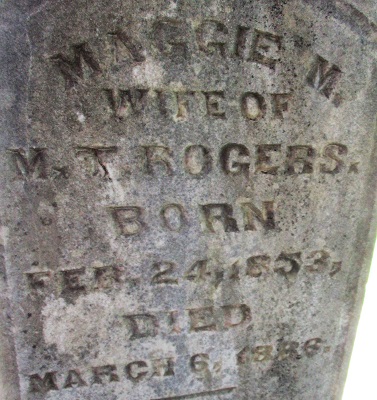 MAGGIE M.
WIFE OF
M. T. ROGERS.
BORN
FEB. 24, 1853,
DIED
MARCH 6, 1886.